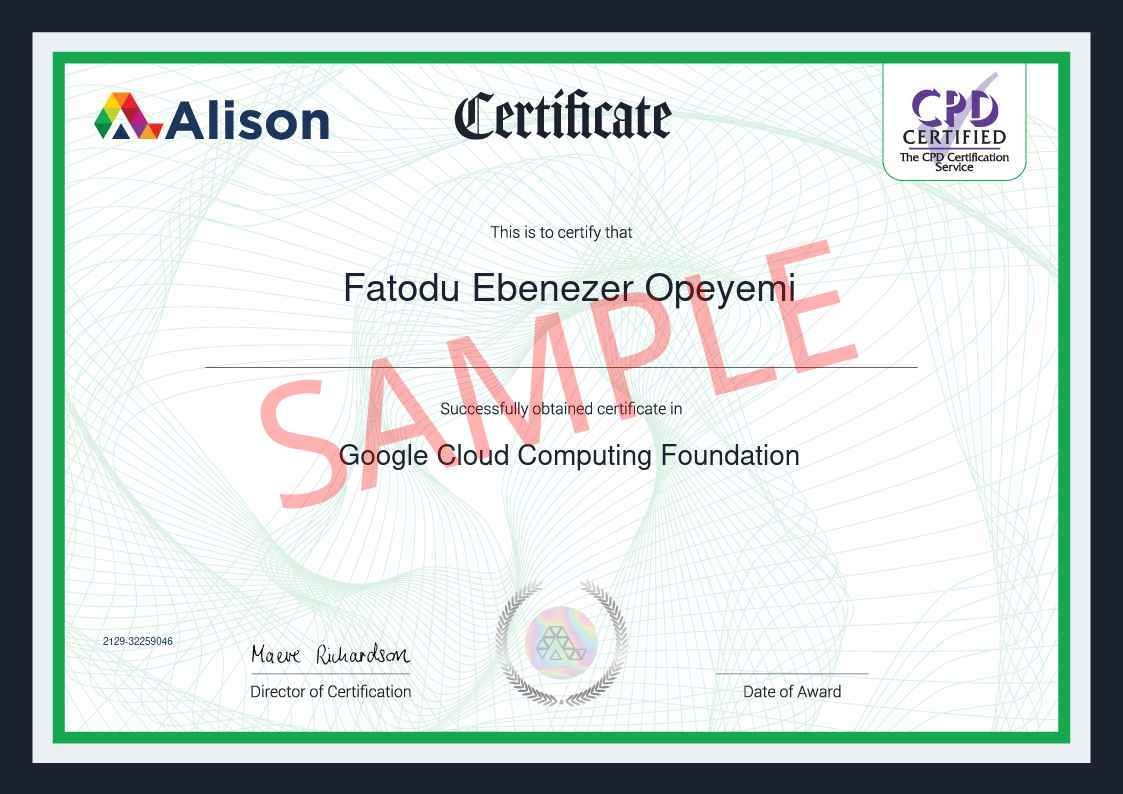 Alison
Certificate
CPD
CERTIFIED
The CPD Certification
Service
This is to certify that
Fatodu Ebenezer Opeyemi
SAMPLE
Successfully obtained certificate in
Google Cloud Computing Foundation
2129-32259046
Maeve Richardson
Director of Certification
Date of Award